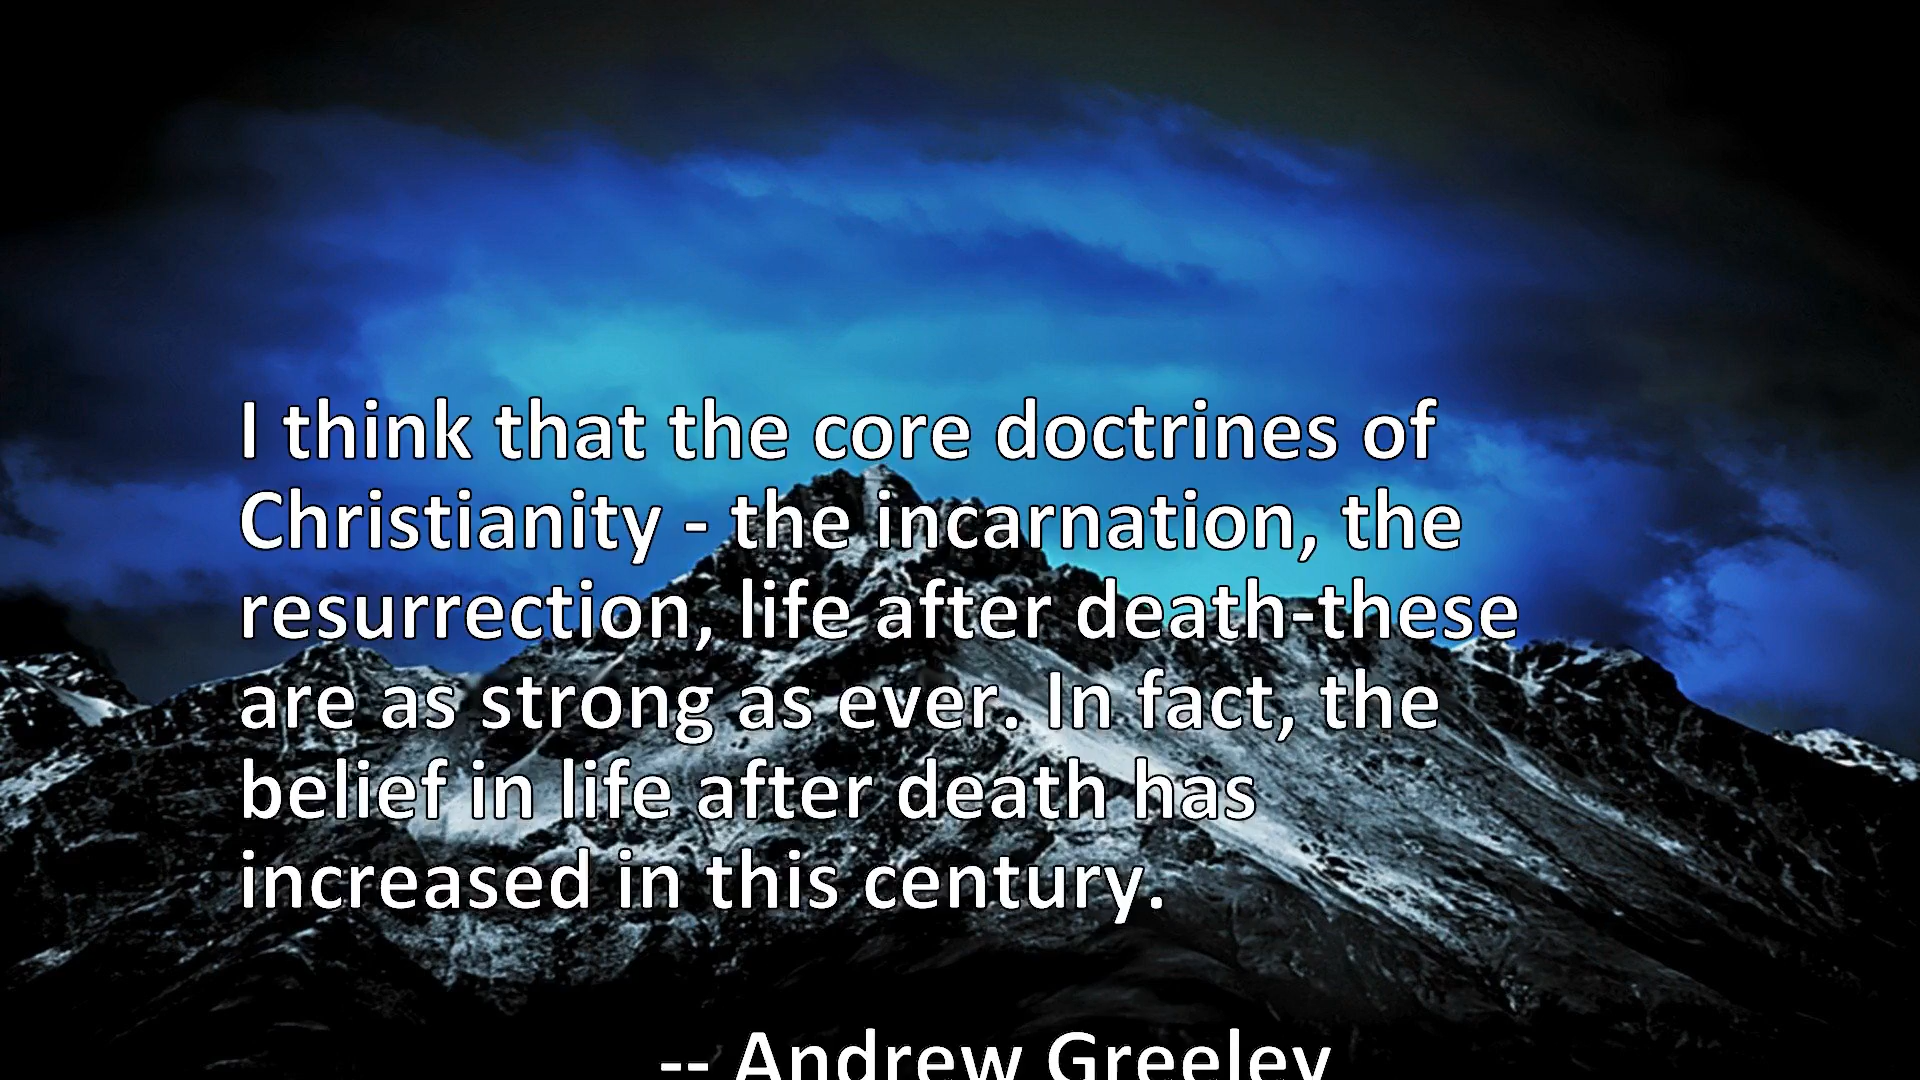 I think that the core doctrines of
Christianity - the incarnation, the
resurrection, life after death-these
are as strong as ever. In fact, the
belief in life after death has
increased in this century.
-- Andrew Greeley